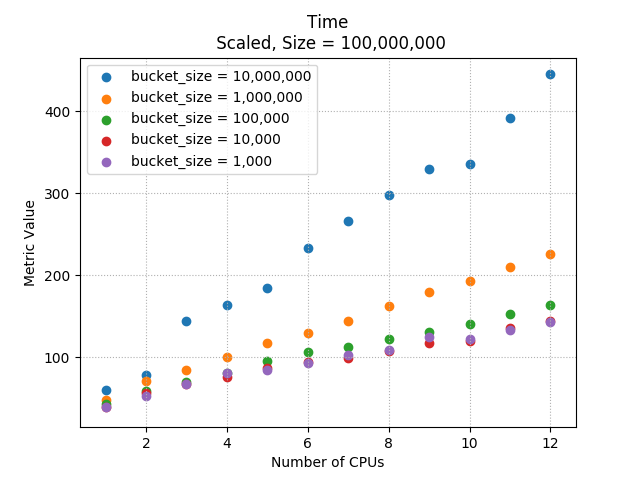 Time
Scaled, Size = 100,000,000
bucket_size = 10,000,000
bucket_size = 1,000,000
bucket_size = 100,000
bucket_size = 10,000
bucket_size = 1,000
Metric Value
400
300
200
100
2 4 6 8 10 12
Number of CPUs